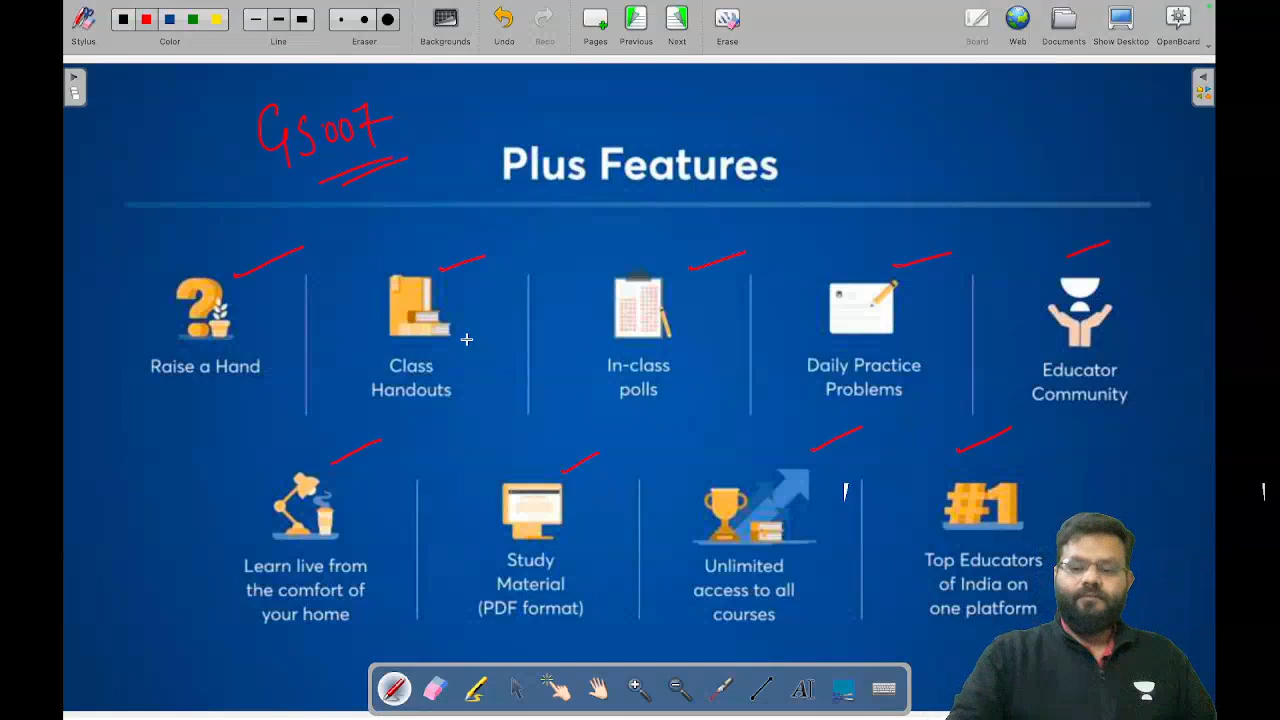 Stylus
Color
Line
Eraser
Backgrounds
Undo
Redo
Pages
Previous
Next
Erase
Board
Web
Documents
Show Desktop
OpenBoard
GS007
Plus Features
Raise a Hand
Class
Handouts
In-class
polls
Daily Practice
Problems
Educator
Community
Learn live from
the comfort of
your home
Study
Material
(PDF format)
Unlimited
access to all
courses
#1
Top Educators
of India on
one platform
AI